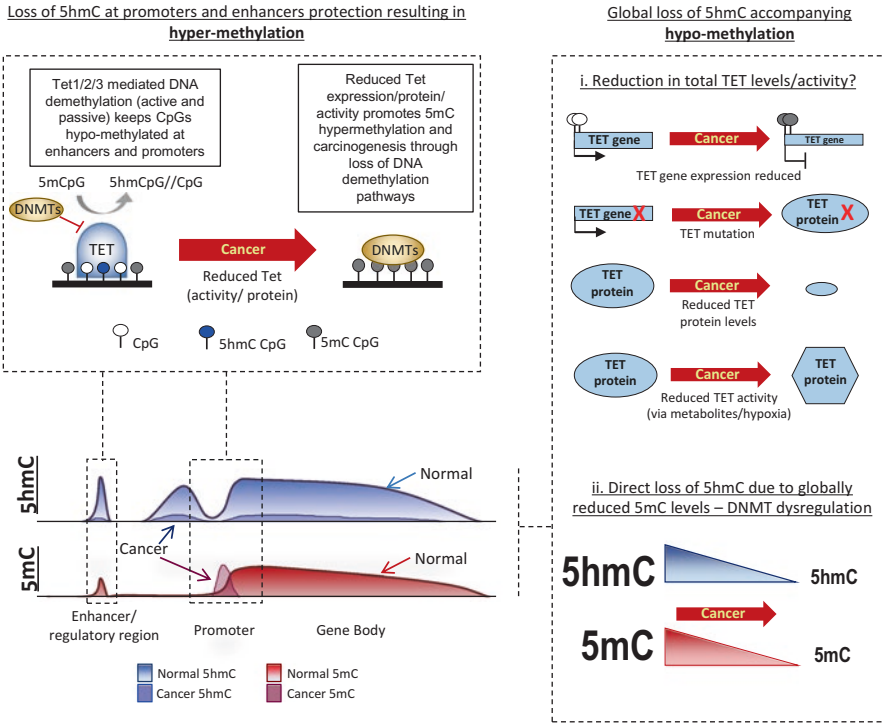 Loss of 5hmC at promoters and enhancers protection resulting in
hyper-methylation
Tet1/2/3 mediated DNA
demethylation (active and
passive) keeps CpGs
hypo-methylated at
enhancers and promoters
Reduced Tet
expression/protein/
activity promotes 5mC
hypermethylation and
carcinogenesis through
loss of DNA
demethylation
pathways
5mCpG
5hmCpG//CpG
DNMTs
TET
Cancer
Reduced Tet
(activity/ protein)
DNMTs
CpG
5hmC CpG
5mC CpG
5hmC
Normal
Cancer
5mC
Normal
Enhancer/
regulatory region
Promoter
Gene Body
Normal 5hmC
Normal 5mC
Cancer 5hmC
Cancer 5mC
Global loss of 5hmC accompanying
hypo-methylation
i. Reduction in total TET levels/activity?
TET gene
Cancer
TET gene
TET gene expression reduced
TET gene X
Cancer
TET mutation
TET
protein X
TET
protein
Cancer
Reduced TET
protein levels
TET
protein
Cancer
Reduced TET activity
(via metabolites/hypoxia)
TET
protein
ii. Direct loss of 5hmC due to globally
reduced 5mC levels – DNMT dysregulation
5hmC
5hmC
Cancer
5mC
5mC